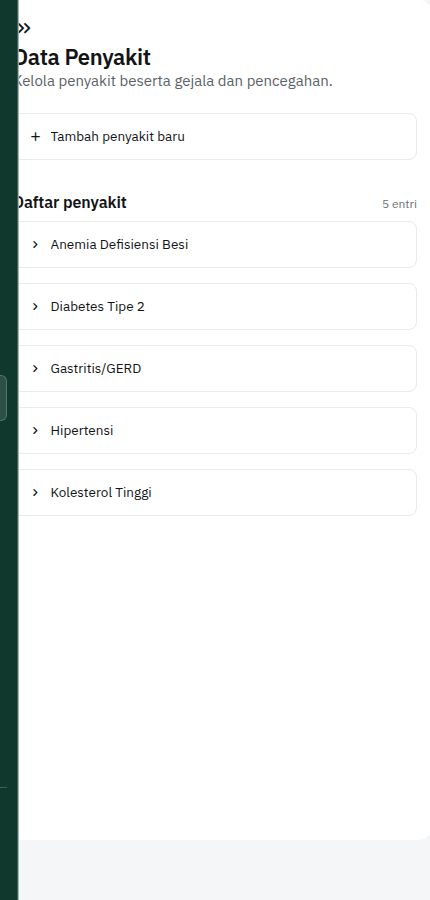 Data Penyakit
Kelola penyakit beserta gejala dan pencegahan.
+ Tambah penyakit baru
Daftar penyakit
5 entri
Anemia Defisiensi Besi
Diabetes Tipe 2
Gastritis/GERD
Hipertensi
Kolesterol Tinggi